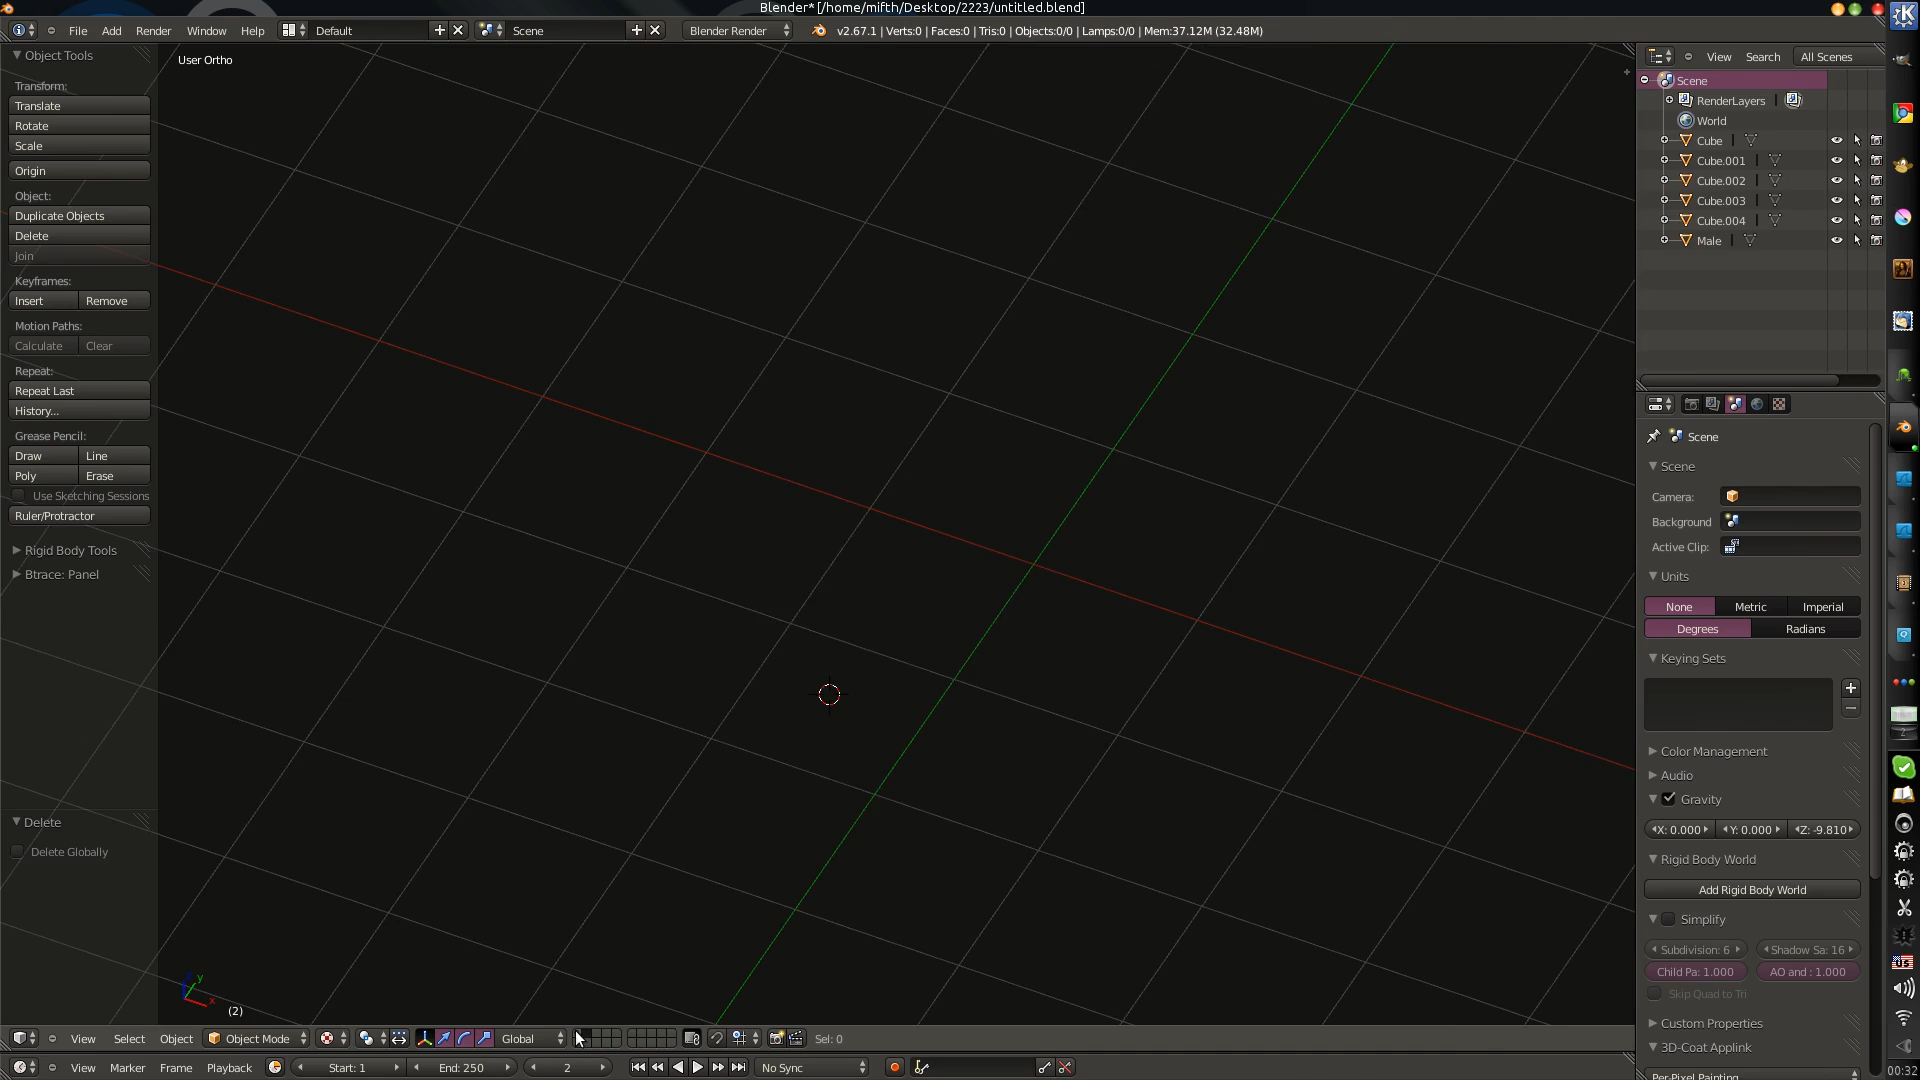 Blender* [/home/mifth/Desktop/2223/untitled.blend]
File Add Render Window Help Default Scene Blender Render v2.67.1 | Verts:0 | Faces:0 | Tris:0 | Objects:0/0 | Lamps:0/0 | Mem:37.12M (32.48M)
Object Tools
Transform:
Translate
Rotate
Scale
Origin
Object:
Duplicate Objects
Delete
Join
Keyframes:
Insert Remove
Motion Paths:
Calculate Clear
Repeat:
Repeat Last
History...
Grease Pencil:
Draw Line
Poly Erase
Use Sketching Sessions
Ruler/Protractor
Rigid Body Tools
Btrace: Panel
Delete
Delete Globally
User Ortho
z y x
(2)
View Search All Scenes
Scene
RenderLayers
World
Cube
Cube.001
Cube.002
Cube.003
Cube.004
Male
Scene
Scene
Camera:
Background
Active Clip:
Units
None Metric Imperial
Degrees Radians
Keying Sets
Color Management
Audio
Gravity
X: 0.000 Y: 0.000 Z: -9.810
Rigid Body World
Add Rigid Body World
Simplify
Subdivision: 6 Shadow Sa: 16
Child Pa: 1.000 AO and : 1.000
Skip Quad to Tri
Custom Properties
3D-Coat Applink
Per-Pixel Painting
View Select Object Object Mode Global Sel: 0
View Marker Frame Playback Start: 1 End: 250 2 No Sync
K
2
US
00:32